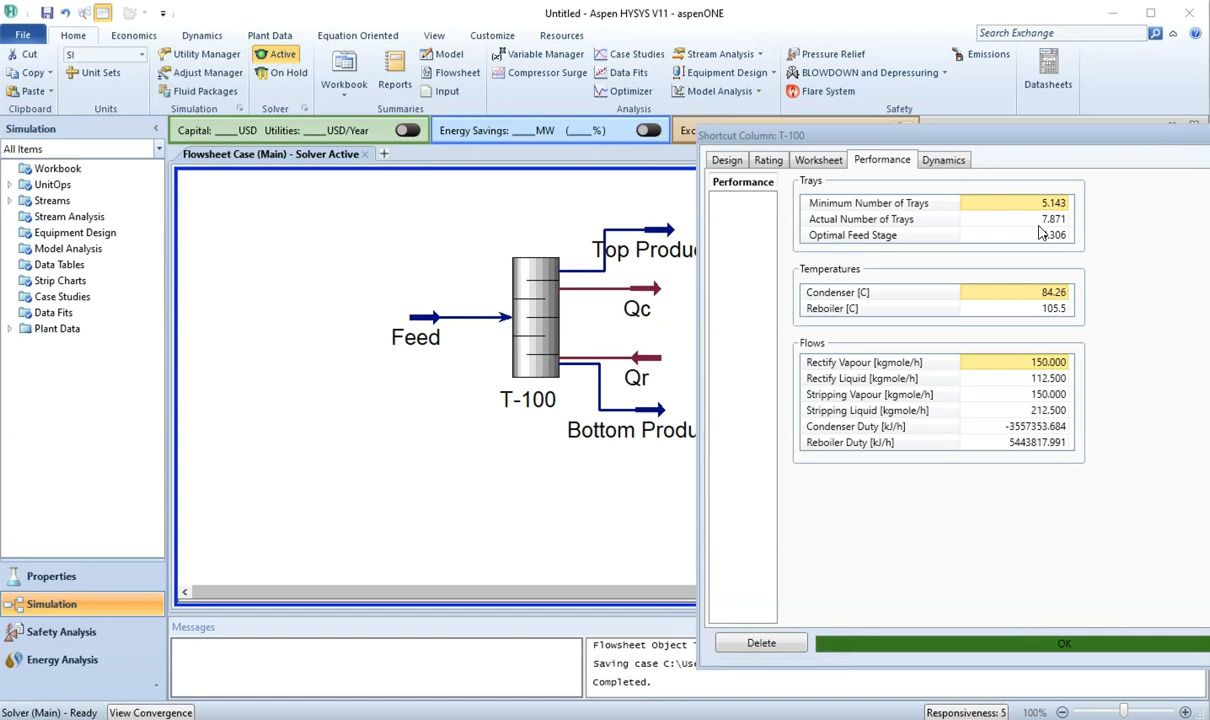 Untitled - Aspen HYSYS V11 - aspenONE
File Home Economics Dynamics Plant Data Equation Oriented View Customize Resources Search Exchange
Cut SI Utility Manager Active Model Variable Manager Case Studies Stream Analysis Pressure Relief Emissions
Copy Unit Sets Adjust Manager On Hold Workbook Reports Flowsheet Compressor Surge Data Fits Equipment Design BLOWDOWN and Depressuring Datasheets
Paste Fluid Packages Input Optimizer Model Analysis Flare System
Clipboard Units Simulation Solver Summaries Analysis Safety
Simulation
Capital: ____USD Utilities: ____USD/Year Energy Savings: ____MW (____%)
All Items
Flowsheet Case (Main) - Solver Active
Workbook
UnitOps
Streams
Stream Analysis
Equipment Design
Model Analysis
Data Tables
Strip Charts
Case Studies
Data Fits
Plant Data
Properties
Simulation
Safety Analysis
Energy Analysis
Qc
Feed
Qr
T-100
Shortcut Column: T-100
Design Rating Worksheet Performance Dynamics
Performance
Trays
Minimum Number of Trays 5.143
Actual Number of Trays 7.871
Optimal Feed Stage
Temperatures
Condenser [C] 84.26
Reboiler [C] 105.5
Flows
Rectify Vapour [kgmole/h] 150.000
Rectify Liquid [kgmole/h] 112.500
Stripping Vapour [kgmole/h] 150.000
Stripping Liquid [kgmole/h] 212.500
Condenser Duty [kJ/h] -3557353.684
Reboiler Duty [kJ/h] 5443817.991
Delete OK
Messages
Flowsheet Object
Saving case C:\Use
Completed.
Solver (Main) - Ready View Convergence Responsiveness: 5 100%